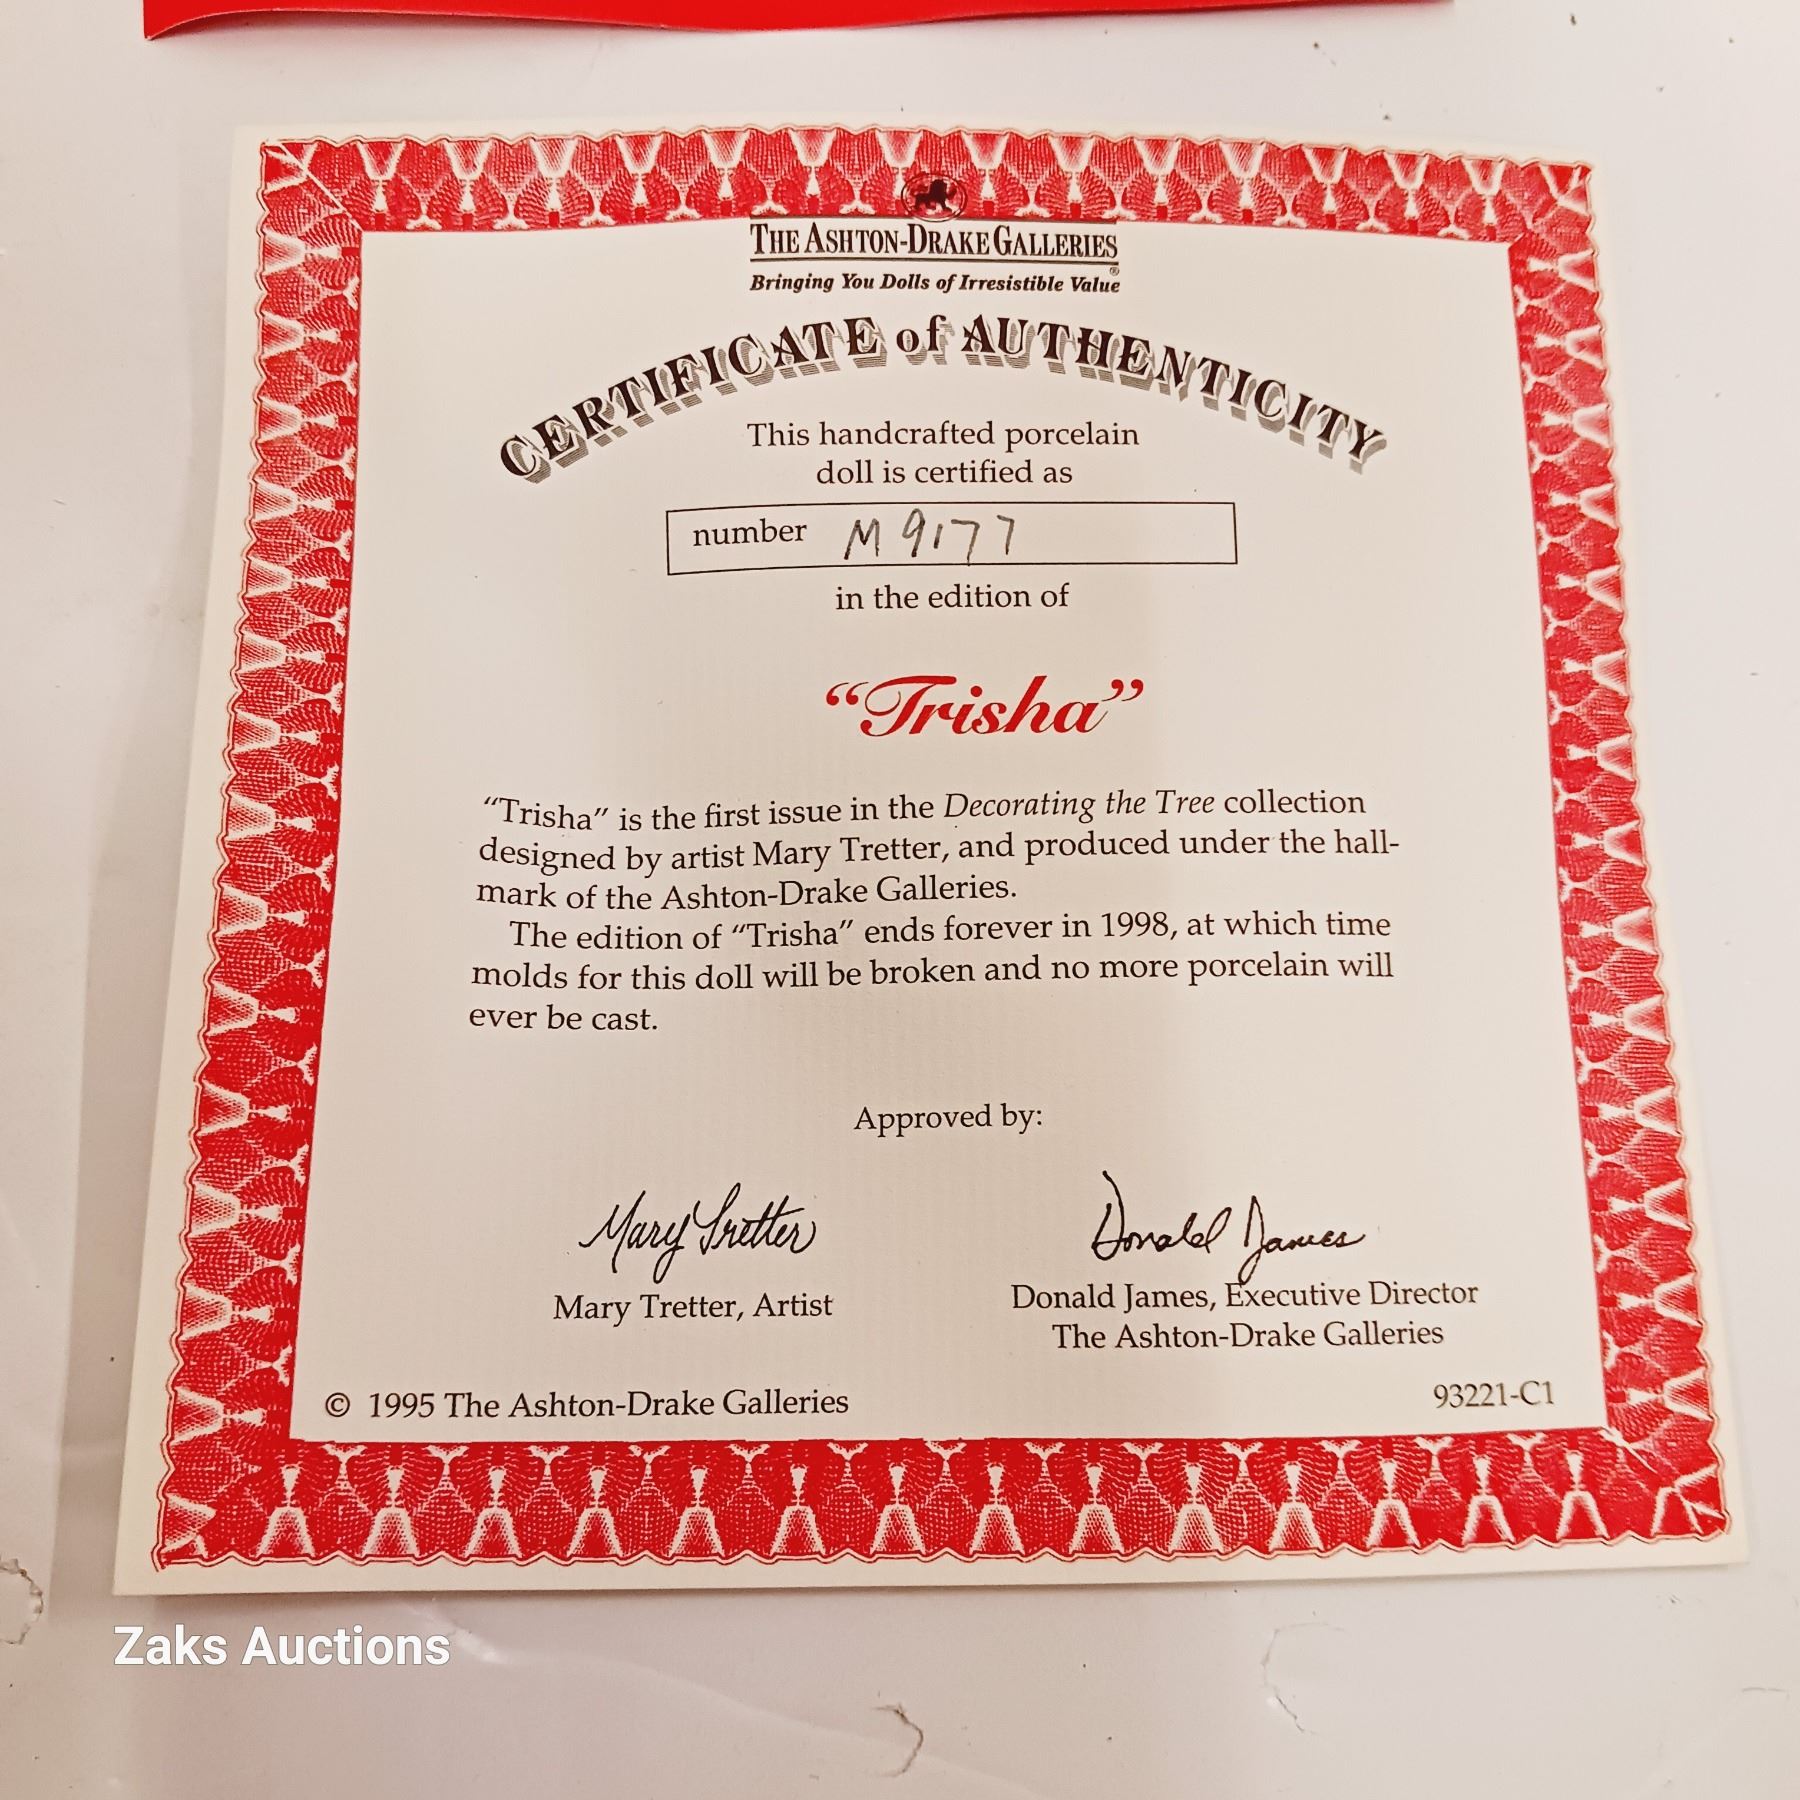 THE ASHTON-DRAKE GALLERIES
®
Bringing You Dolls of Irresistible Value
CERTIFICATE of AUTHENTICITY
This handcrafted porcelain
doll is certified as
number M 9177
in the edition of
“Trisha”
“Trisha” is the first issue in the Decorating the Tree collection
designed by artist Mary Tretter, and produced under the hall-
mark of the Ashton-Drake Galleries.
The edition of “Trisha” ends forever in 1998, at which time
molds for this doll will be broken and no more porcelain will
ever be cast.
Approved by:
Mary Tretter Donald James
Mary Tretter, Artist Donald James, Executive Director
The Ashton-Drake Galleries
© 1995 The Ashton-Drake Galleries 93221-C1
Zaks Auctions